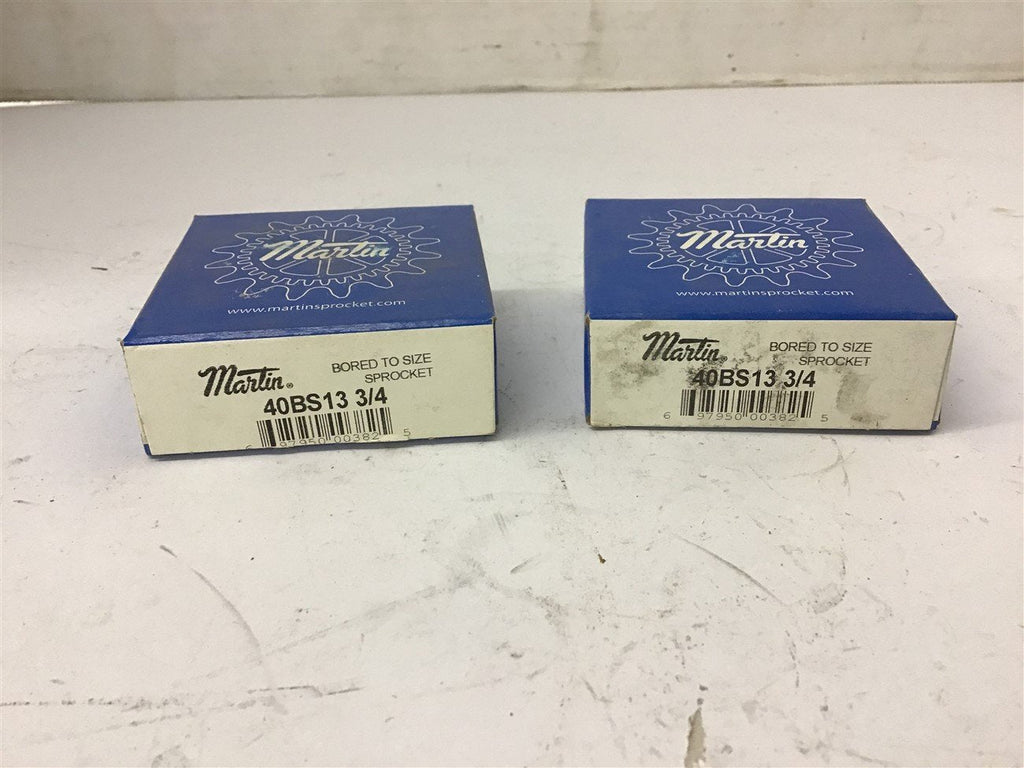 Martin
www.martinsprocket.com
Martin®
BORED TO SIZE
SPROCKET
40BS13 3/4
6 97950 00382 5
Martin
www.martinsprocket.com
Martin®
BORED TO SIZE
SPROCKET
40BS13 3/4
6 97950 00382 5